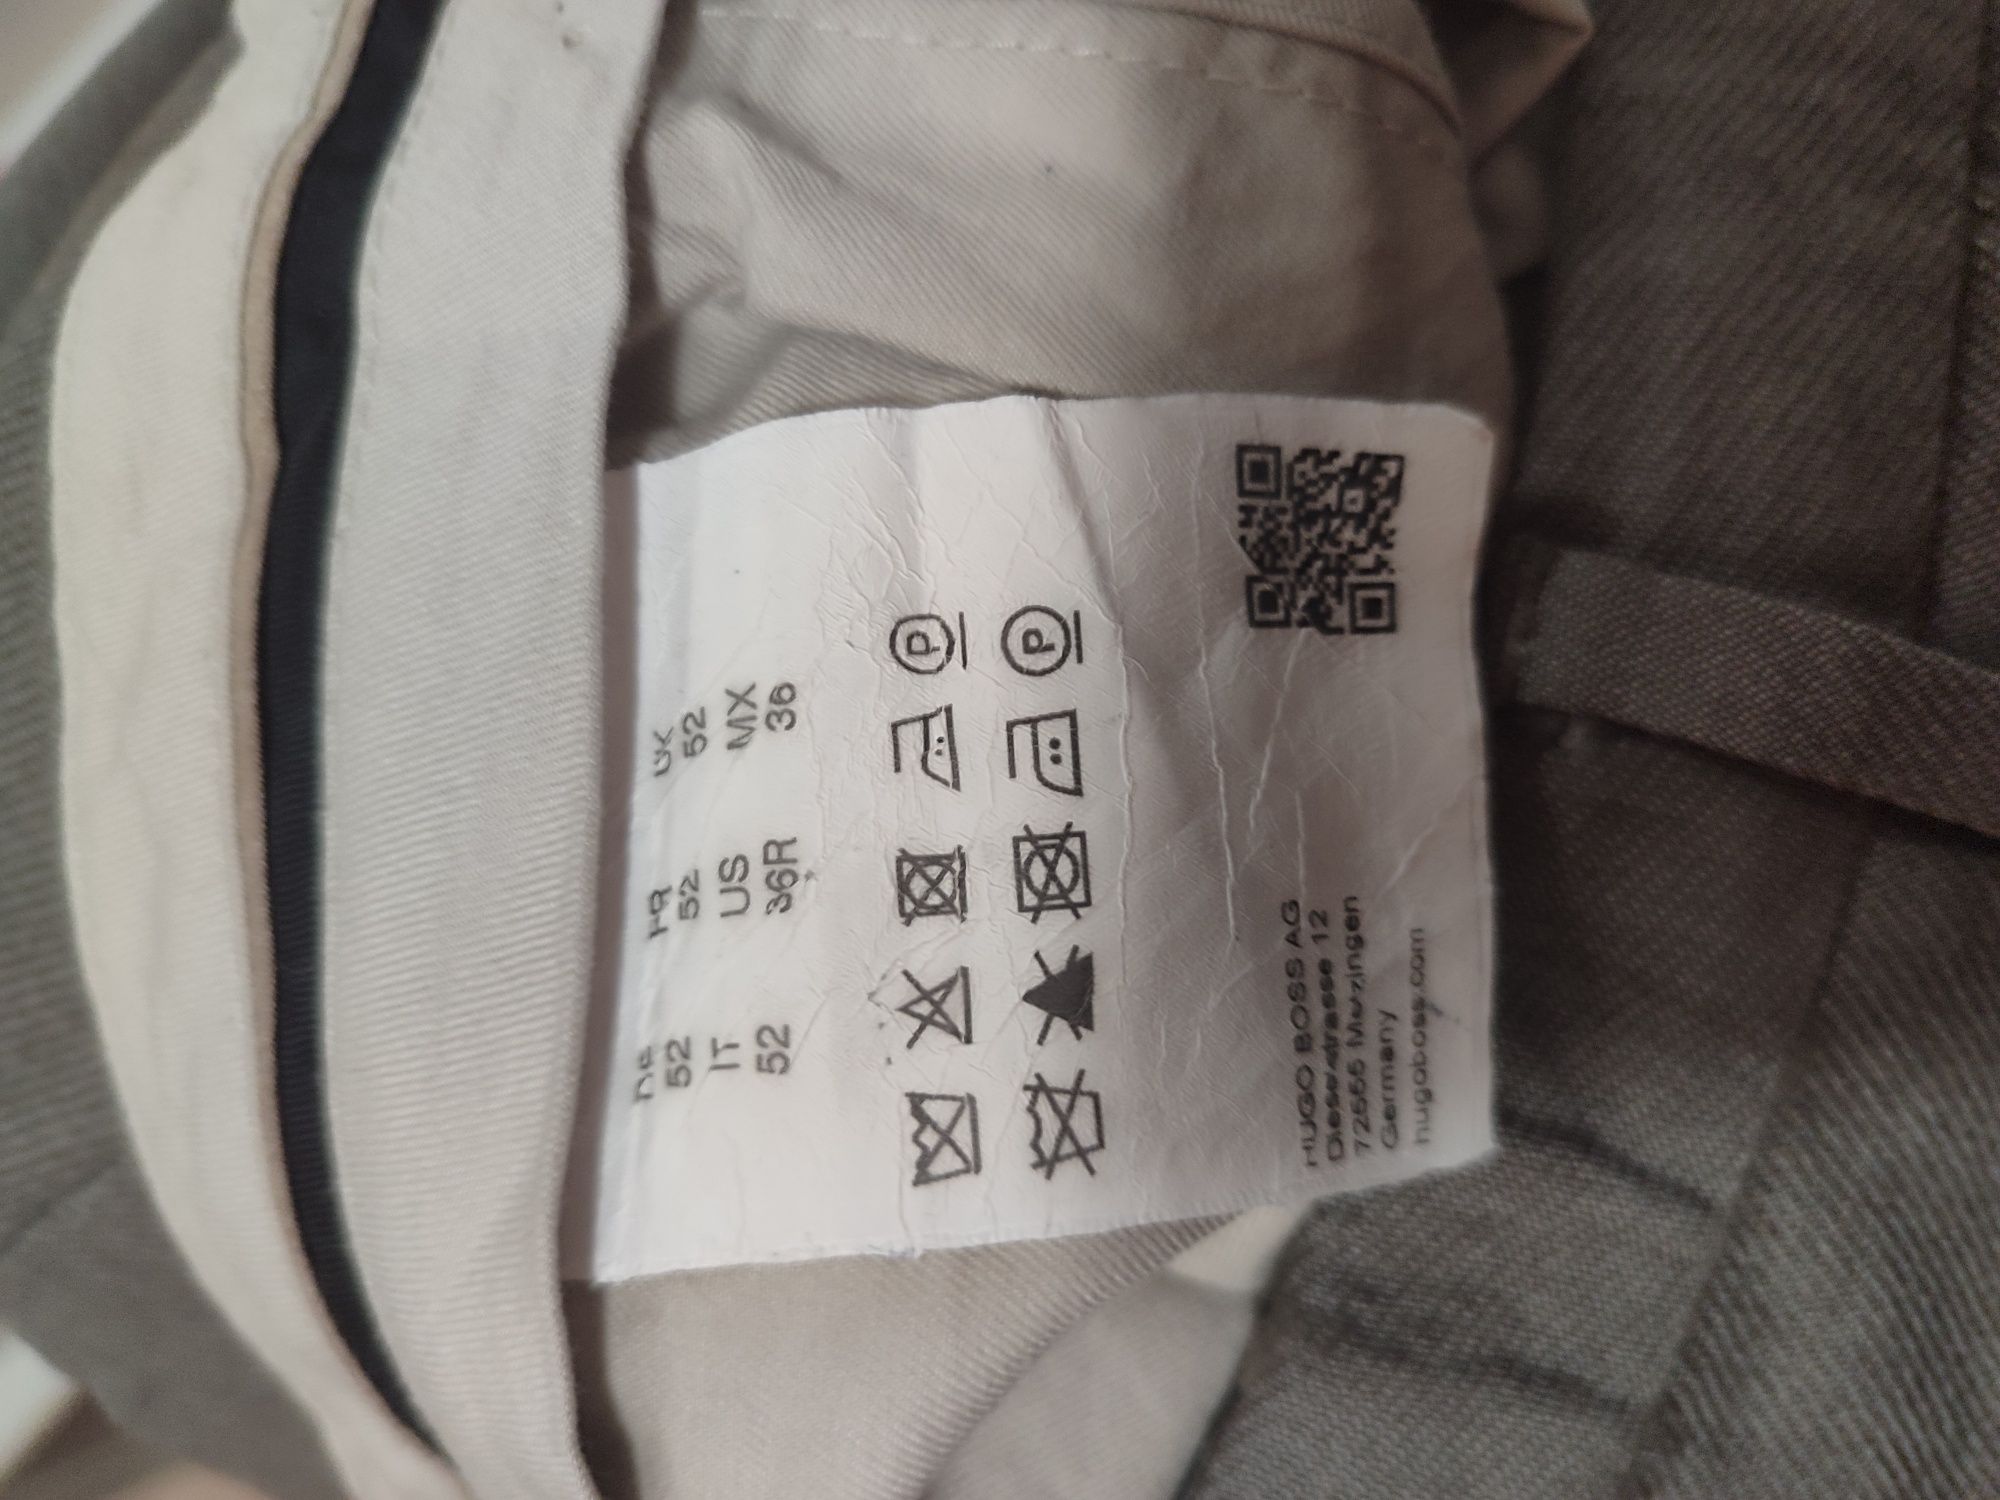 DE FR UK
52 52 52
IT US MX
52 36R 36
P
P
HUGO BOSS AG
Dieselstrasse 12
72555 Metzingen
Germany
hugoboss.com